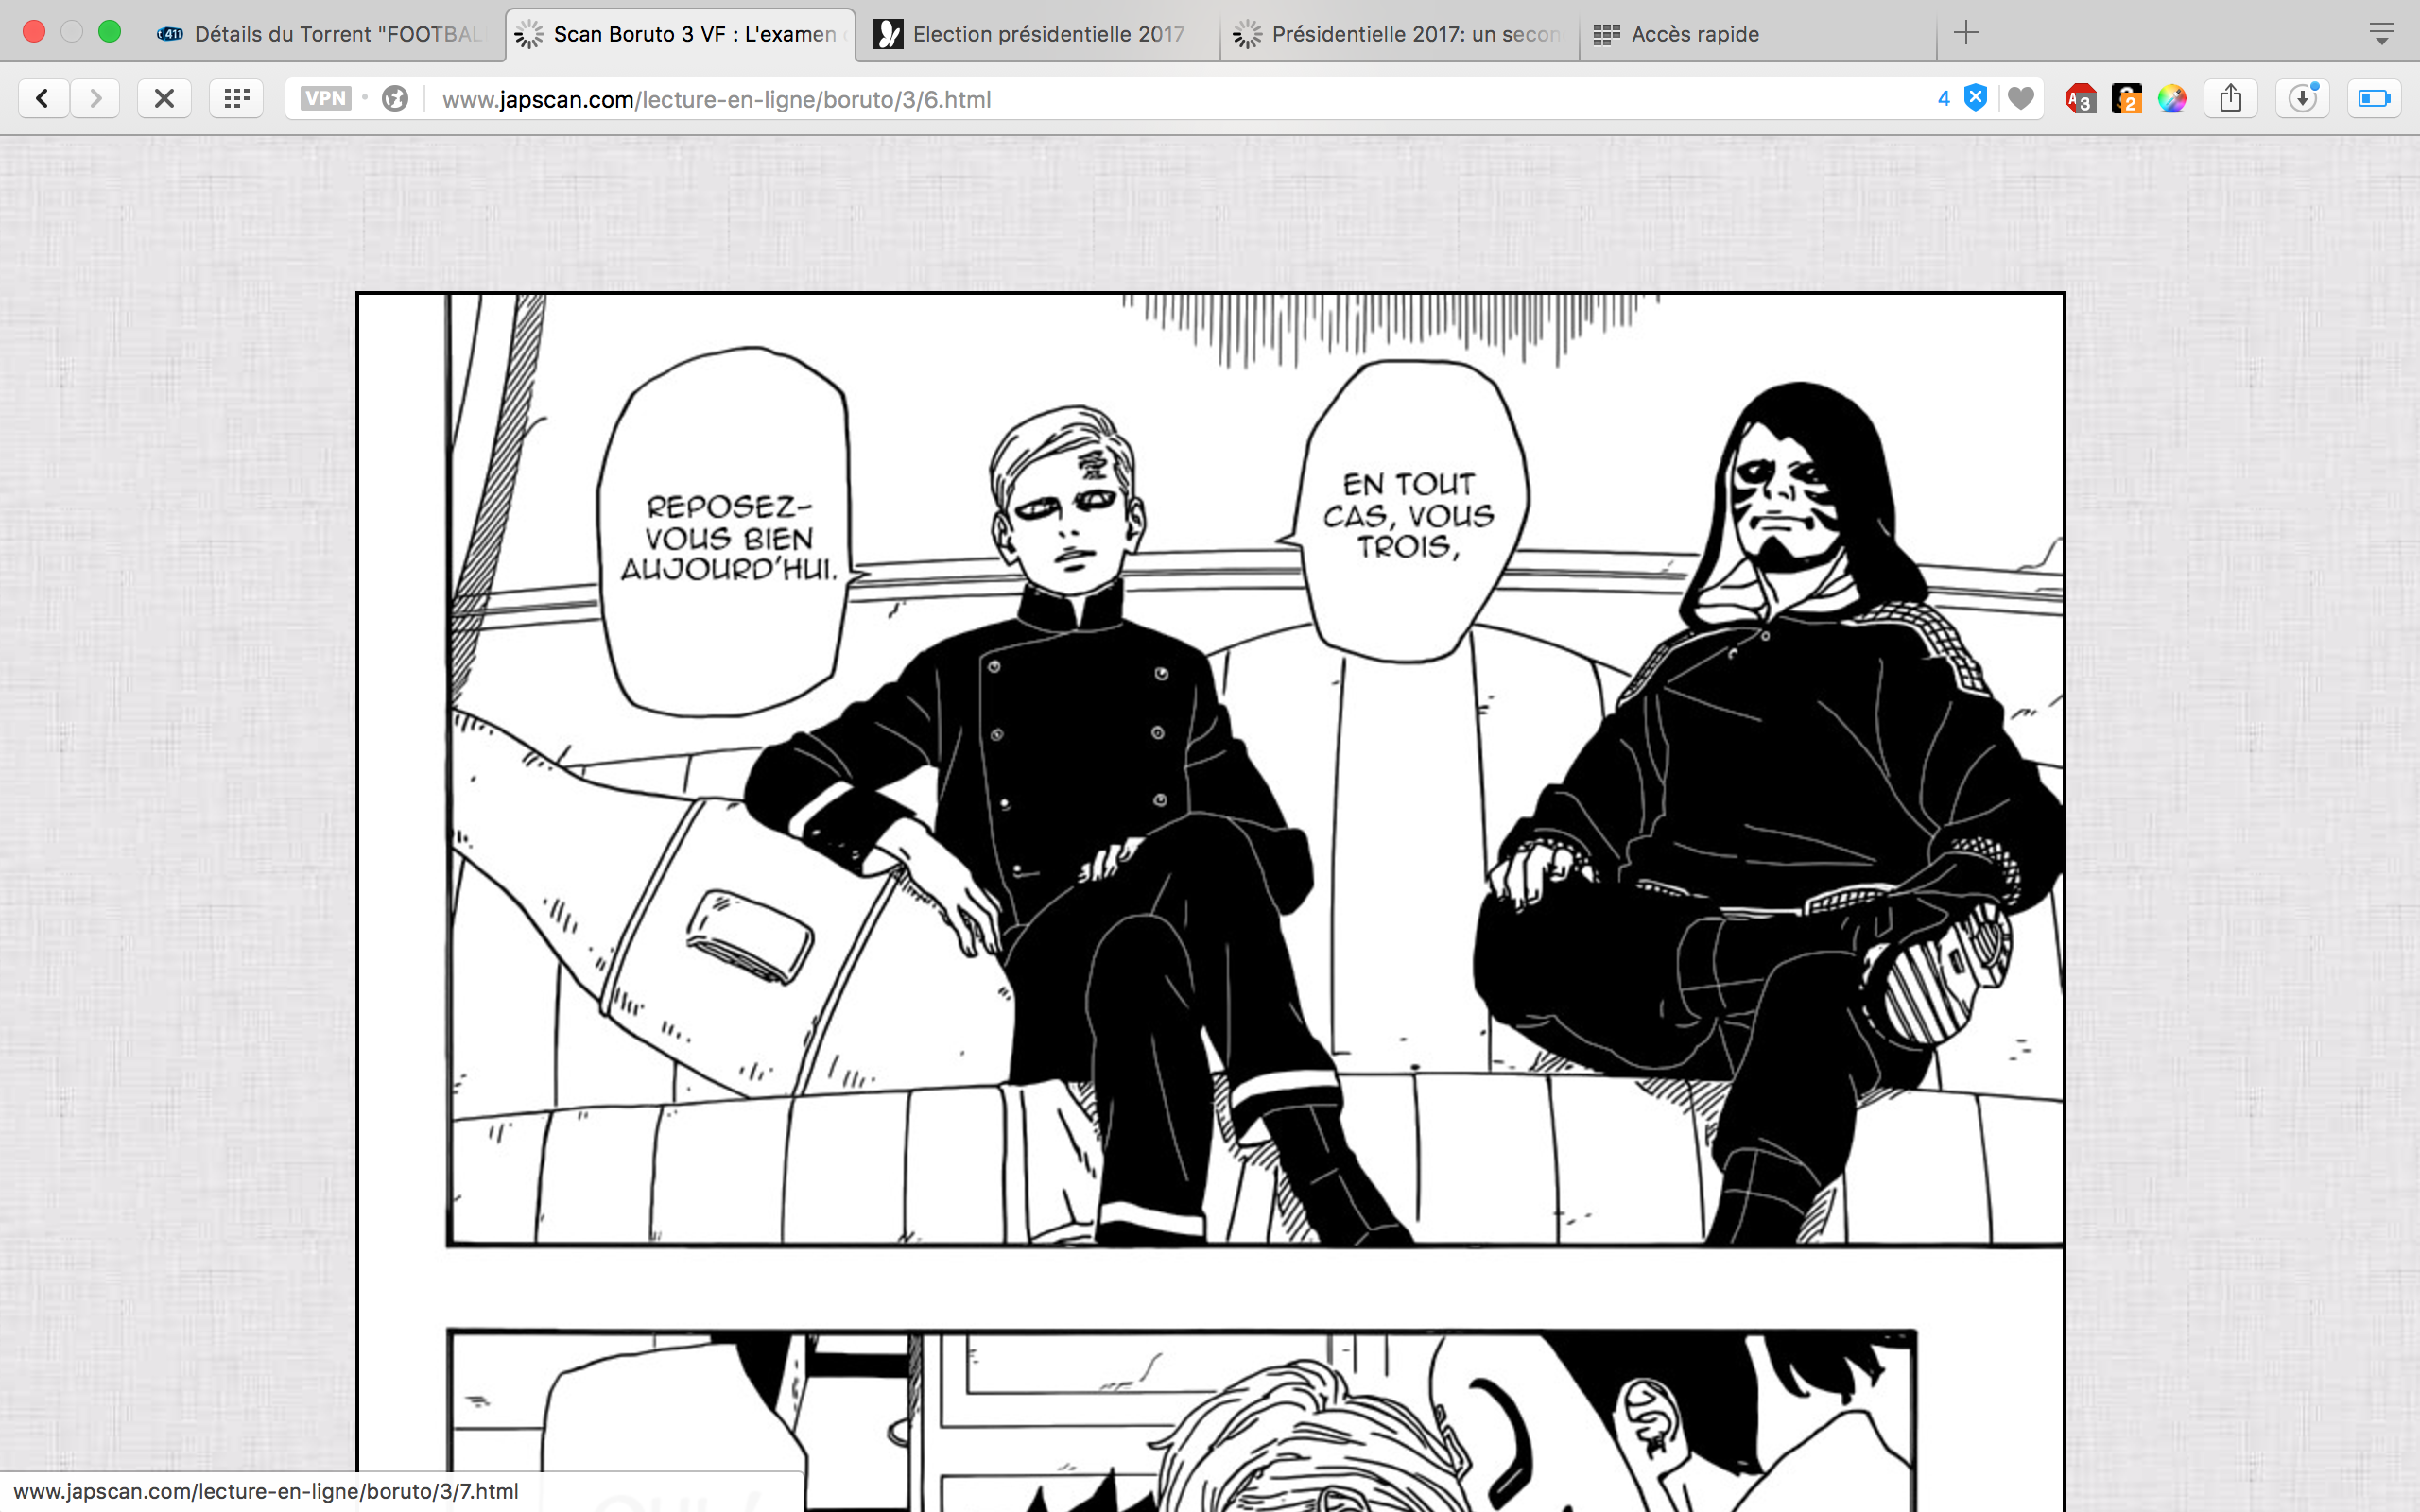 Détails du Torrent "FOOTBAL
Scan Boruto 3 VF : L'examen
Election présidentielle 2017
Présidentielle 2017: un secon
Accès rapide
VPN
www.japscan.com/lecture-en-ligne/boruto/3/6.html
4
3
2
REPOSEZ-
VOUS BIEN
AUJOURD'HUI.
EN TOUT
CAS, VOUS
TROIS,
www.japscan.com/lecture-en-ligne/boruto/3/7.html